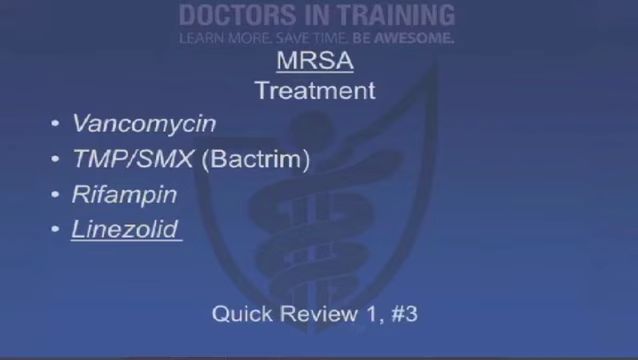 DOCTORS IN TRAINING
LEARN MORE. SAVE TIME. BE AWESOME.
MRSA
Treatment
• Vancomycin
• TMP/SMX (Bactrim)
• Rifampin
• Linezolid
Quick Review 1, #3